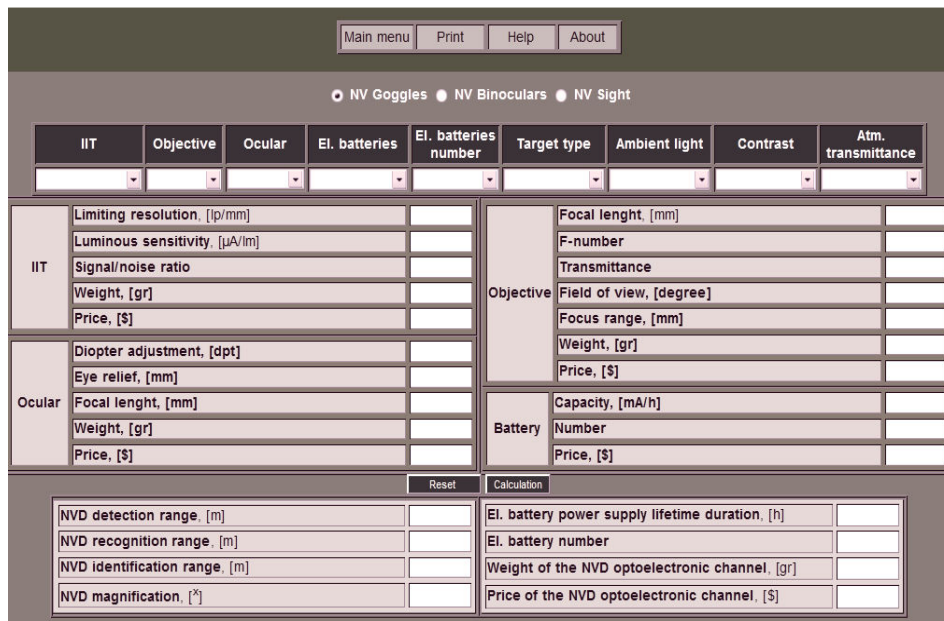 Main menu Print Help About
NV Goggles NV Binoculars NV Sight
IIT Objective Ocular El. batteries El. batteries number Target type Ambient light Contrast Atm. transmittance
IIT
Limiting resolution, [lp/mm]
Luminous sensitivity, [µA/lm]
Signal/noise ratio
Weight, [gr]
Price, [$]
Objective
Focal lenght, [mm]
F-number
Transmittance
Field of view, [degree]
Focus range, [mm]
Weight, [gr]
Price, [$]
Ocular
Diopter adjustment, [dpt]
Eye relief, [mm]
Focal lenght, [mm]
Weight, [gr]
Price, [$]
Battery
Capacity, [mA/h]
Number
Price, [$]
Reset Calculation
NVD detection range, [m]
NVD recognition range, [m]
NVD identification range, [m]
NVD magnification, [x]
El. battery power supply lifetime duration, [h]
El. battery number
Weight of the NVD optoelectronic channel, [gr]
Price of the NVD optoelectronic channel, [$]